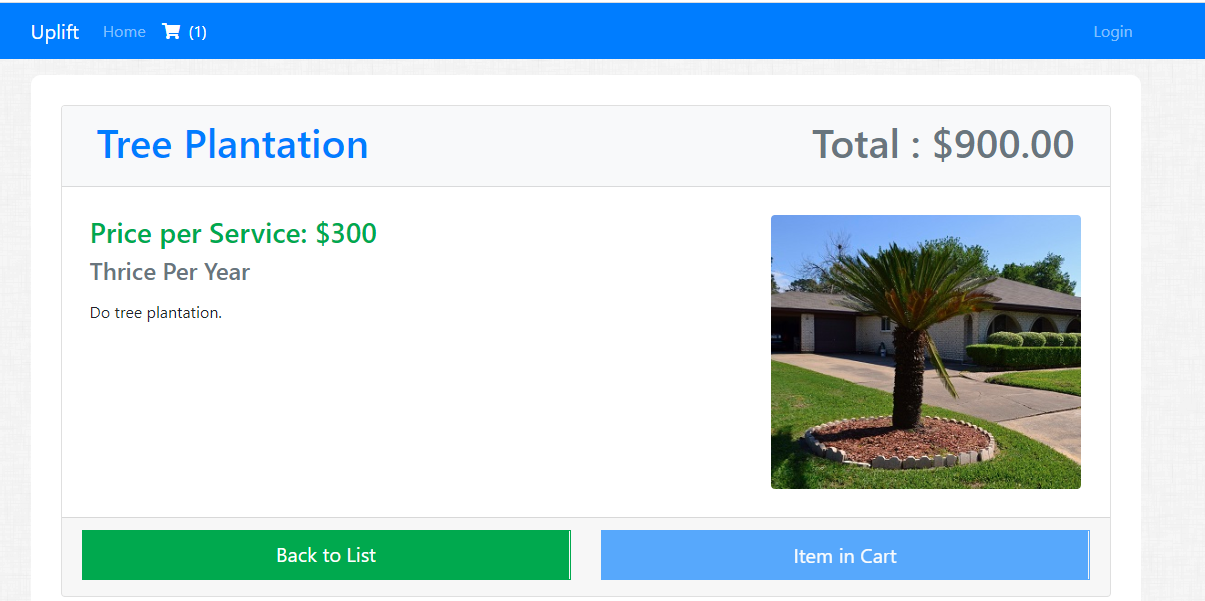 Uplift Home (1) Login
Tree Plantation Total : $900.00
Price per Service: $300
Thrice Per Year
Do tree plantation.
Back to List Item in Cart